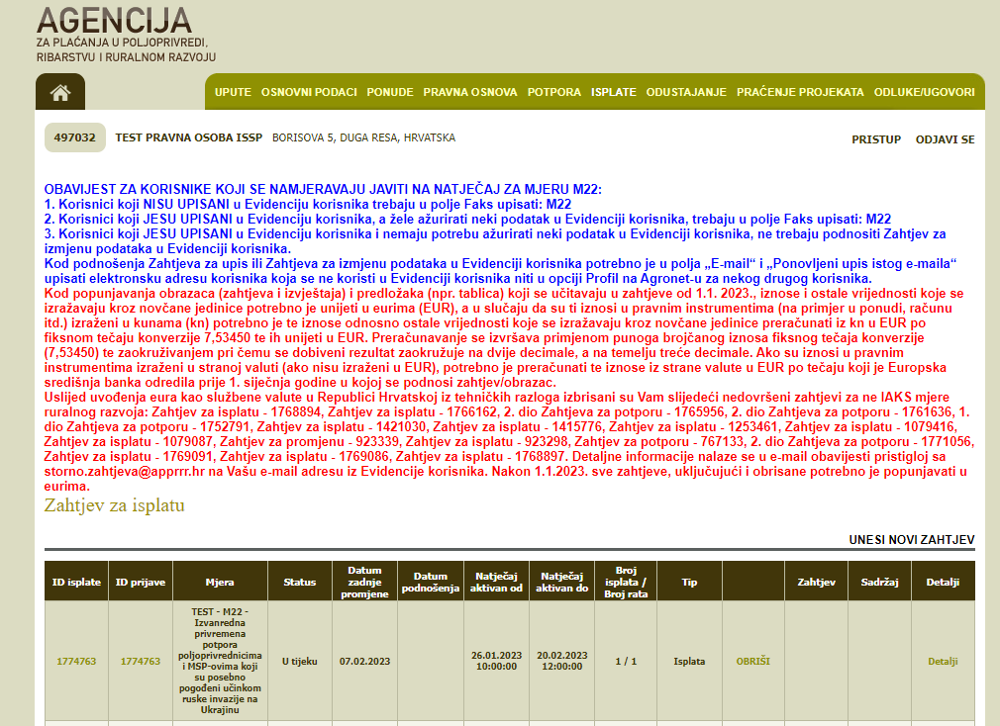 AGENCIJA
ZA PLAĆANJA U POLJOPRIVREDI,
RIBARSTVU I RURALNOM RAZVOJU
UPUTE OSNOVNI PODACI PONUDE PRAVNA OSNOVA POTPORA ISPLATE ODUSTAJANJE PRAĆENJE PROJEKATA ODLUKE/UGOVORI
497032 TEST PRAVNA OSOBA ISSP BORISOVA 5, DUGA RESA, HRVATSKA PRISTUP ODJAVI SE
OBAVIJEST ZA KORISNIKE KOJI SE NAMJERAVAJU JAVITI NA NATJEČAJ ZA MJERU M22:
1. Korisnici koji NISU UPISANI u Evidenciju korisnika trebaju u polje Faks upisati: M22
2. Korisnici koji JESU UPISANI u Evidenciju korisnika, a žele ažurirati neki podatak u Evidenciji korisnika, trebaju u polje Faks upisati: M22
3. Korisnici koji JESU UPISANI u Evidenciju korisnika i nemaju potrebu ažurirati neki podatak u Evidenciji korisnika, ne trebaju podnositi Zahtjev za
izmjenu podataka u Evidenciji korisnika.
Kod podnošenja Zahtjeva za upis ili Zahtjeva za izmjenu podataka u Evidenciji korisnika potrebno je u polja „E-mail“ i „Ponovljeni upis istog e-maila“
upisati elektronsku adresu korisnika koja se ne koristi u Evidenciji korisnika niti u opciji Profil na Agronet-u za nekog drugog korisnika.
Kod popunjavanja obrazaca (zahtjeva i izvještaja) i predložaka (npr. tablica) koji se učitavaju u zahtjeve od 1.1. 2023., iznose i ostale vrijednosti koje se
izražavaju kroz novčane jedinice potrebno je unijeti u eurima (EUR), a u slučaju da su ti iznosi u pravnim instrumentima (na primjer u ponudi, računu
itd.) izraženi u kunama (kn) potrebno je te iznose odnosno ostale vrijednosti koje se izražavaju kroz novčane jedinice preračunati iz kn u EUR po
fiksnom tečaju konverzije 7,53450 te ih unijeti u EUR. Preračunavanje se izvršava primjenom punoga brojčanog iznosa fiksnog tečaja konverzije
(7,53450) te zaokruživanjem pri čemu se dobiveni rezultat zaokružuje na dvije decimale, a na temelju treće decimale. Ako su iznosi u pravnim
instrumentima izraženi u stranoj valuti (ako nisu izraženi u EUR), potrebno je preračunati te iznose iz strane valute u EUR po tečaju koji je Europska
središnja banka odredila prije 1. siječnja godine u kojoj se podnosi zahtjev/obrazac.
Uslijed uvođenja eura kao službene valute u Republici Hrvatskoj iz tehničkih razloga izbrisani su Vam slijedeći nedovršeni zahtjevi za ne IAKS mjere
ruralnog razvoja: Zahtjev za isplatu - 1768894, Zahtjev za isplatu - 1766162, 2. dio Zahtjeva za potporu - 1765956, 2. dio Zahtjeva za potporu - 1761636, 1.
dio Zahtjeva za potporu - 1752791, Zahtjev za isplatu - 1421030, Zahtjev za isplatu - 1415776, Zahtjev za isplatu - 1253461, Zahtjev za isplatu - 1079416,
Zahtjev za isplatu - 1079087, Zahtjev za promjenu - 923339, Zahtjev za isplatu - 923298, Zahtjev za potporu - 767133, 2. dio Zahtjeva za potporu - 1771056,
Zahtjev za isplatu - 1769091, Zahtjev za isplatu - 1769086, Zahtjev za isplatu - 1768897. Detaljne informacije nalaze se u e-mail obavijesti pristigloj sa
storno.zahtjeva@apprrr.hr na Vašu e-mail adresu iz Evidencije korisnika. Nakon 1.1.2023. sve zahtjeve, uključujući i obrisane potrebno je popunjavati u
eurima.
Zahtjev za isplatu
UNESI NOVI ZAHTJEV
ID isplate
ID prijave
Mjera
Status
Datum
zadnje
promjene
Datum
podnošenja
Natječaj
aktivan od
Natječaj
aktivan do
Broj
isplata /
Broj rata
Tip
Zahtjev
Sadržaj
Detalji
1774763
1774763
TEST - M22 -
Izvanredna
privremena
potpora
poljoprivrednicima
i MSP-ovima koji
su posebno
pogođeni učinkom
ruske invazije na
Ukrajinu
U tijeku
07.02.2023
26.01.2023
10:00:00
20.02.2023
12:00:00
1 / 1
Isplata
OBRIŠI
Detalji